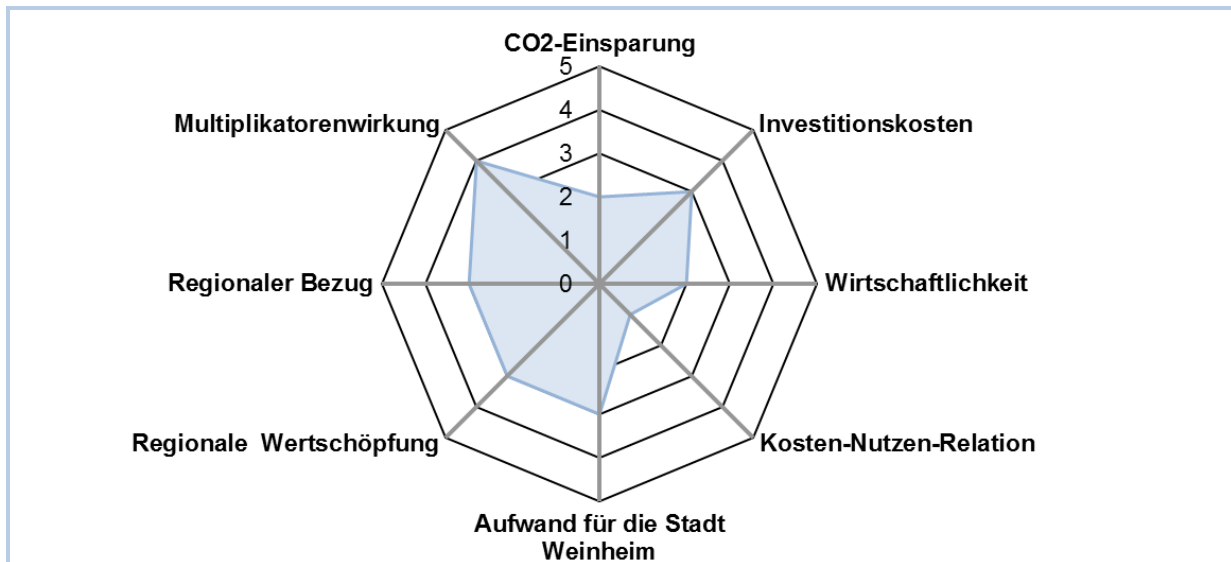 CO2-Einsparung
5
4
3
2
1
0
Investitionskosten
Wirtschaftlichkeit
Kosten-Nutzen-Relation
Aufwand für die Stadt
Weinheim
Regionale  Wertschöpfung
Regionaler Bezug
Multiplikatorenwirkung